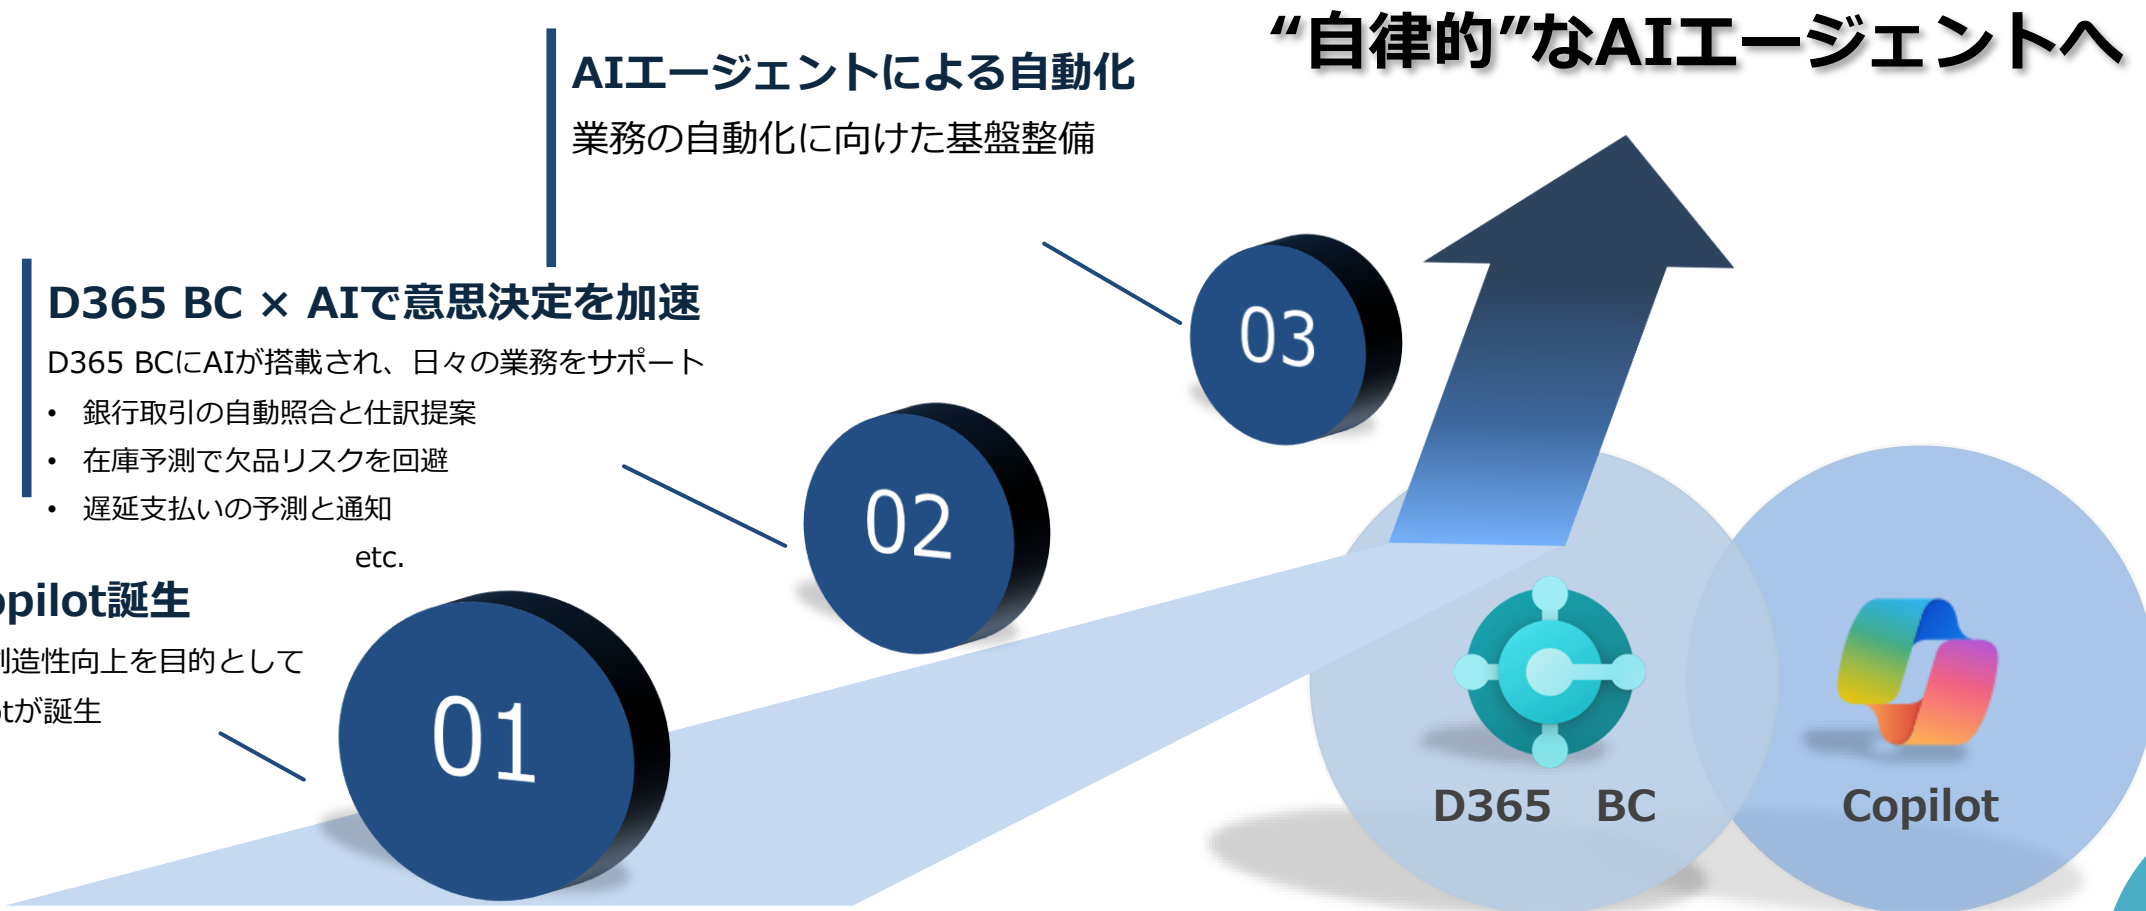 “自律的”なAIエージェントへ
AIエージェントによる自動化
業務の自動化に向けた基盤整備
03
D365 BC × AIで意思決定を加速
D365 BCにAIが搭載され、日々の業務をサポート
• 銀行取引の自動照合と仕訳提案
• 在庫予測で欠品リスクを回避
• 遅延支払いの予測と通知
etc.
02
opilot誕生
創造性向上を目的として
otが誕生
01
D365 BC
Copilot